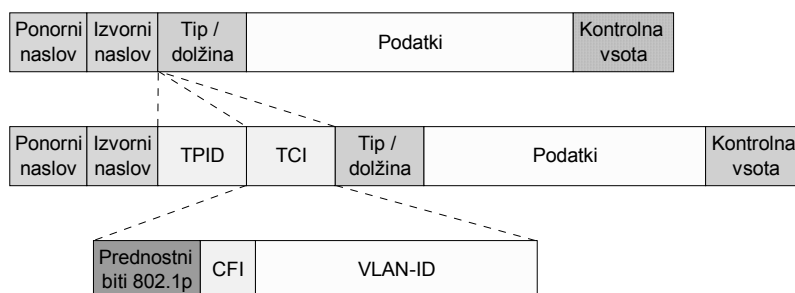 Ponorni naslov
Izvorni naslov
Tip / dolžina
Podatki
Kontrolna vsota
Ponorni naslov
Izvorni naslov
TPID
TCI
Tip / dolžina
Podatki
Kontrolna vsota
Prednostni biti 802.1p
CFI
VLAN-ID